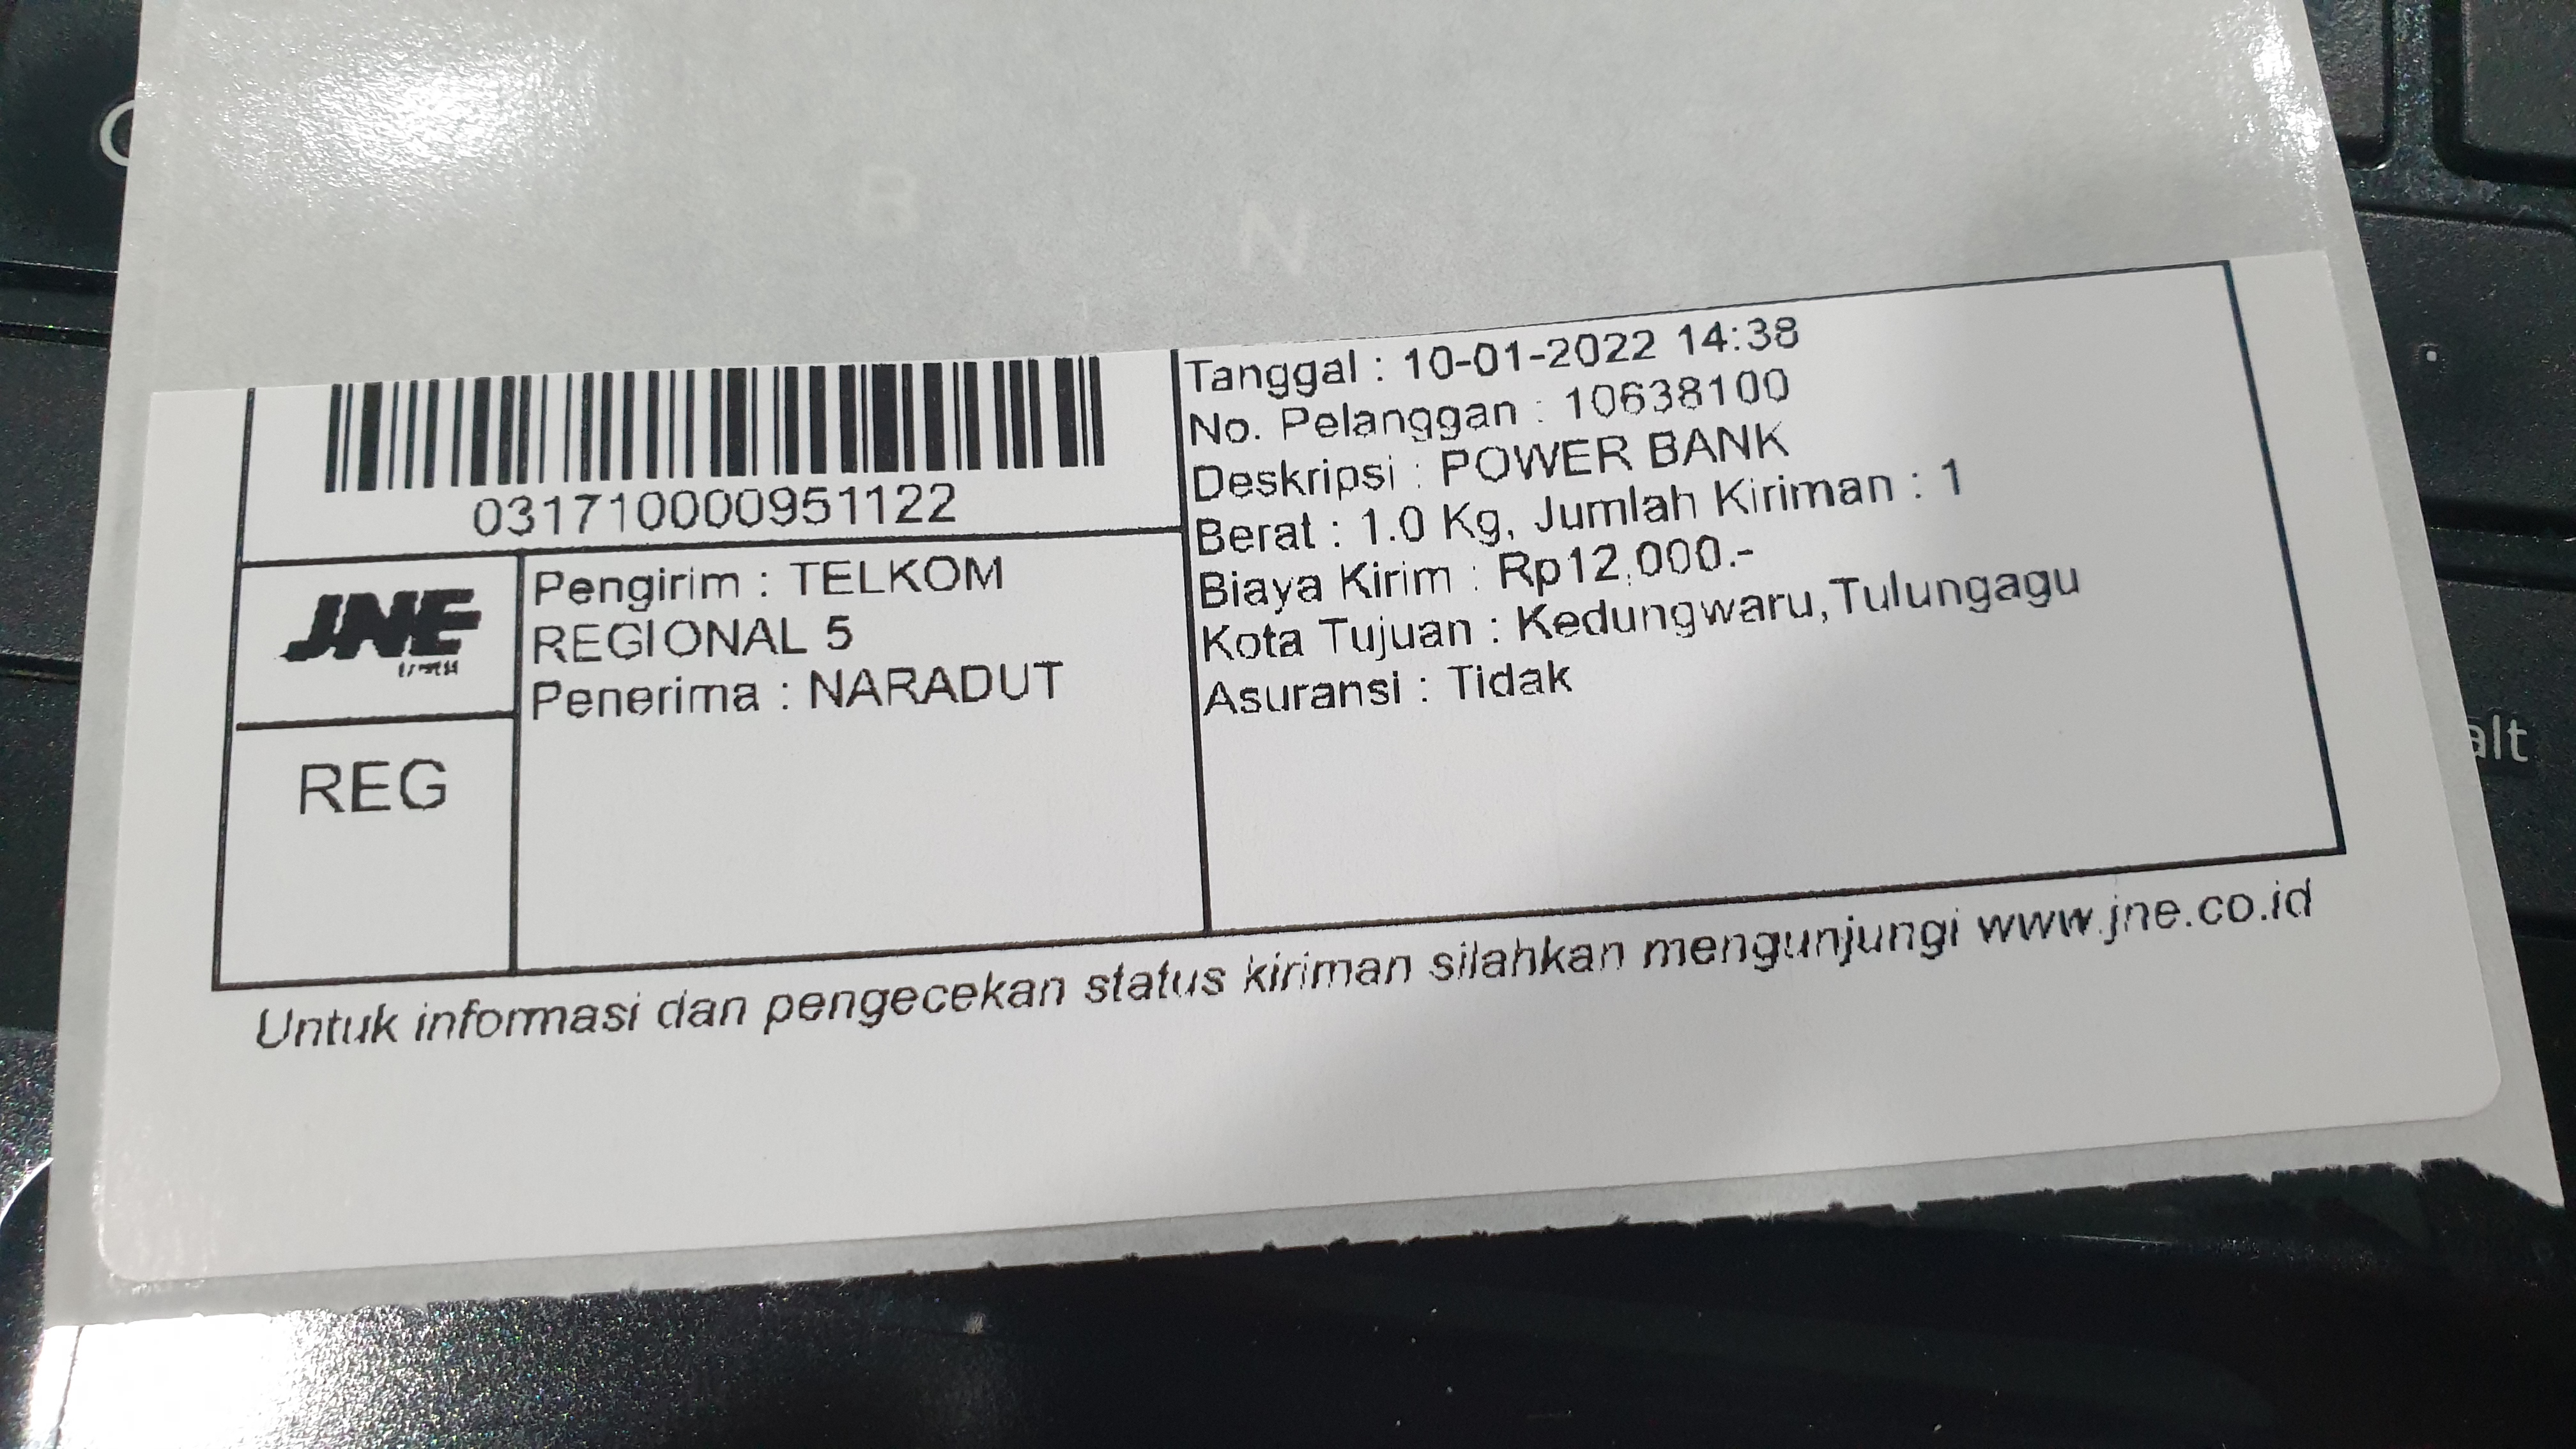 031710000951122
JNE
REG
Pengirim : TELKOM
REGIONAL 5
Penerima : NARADUT
Tanggal : 10-01-2022 14:38
No. Pelanggan : 10638100
Deskripsi : POWER BANK
Berat : 1.0 Kg, Jumlah Kiriman : 1
Biaya Kirim : Rp12,000.-
Kota Tujuan : Kedungwaru,Tulungagu
Asuransi : Tidak
Untuk informasi dan pengecekan status kiriman silahkan mengunjungi www.jne.co.id
B
N
alt